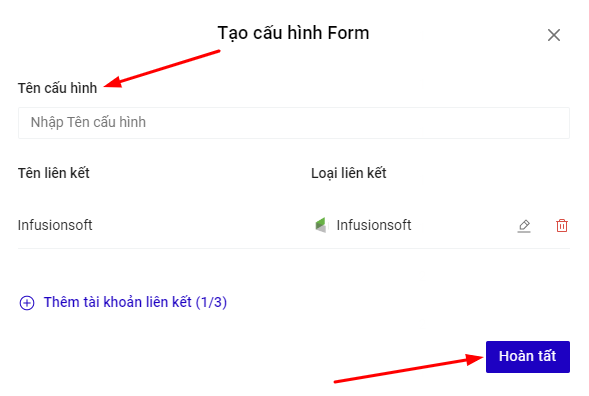 Tạo cấu hình Form
Tên cấu hình
Nhập Tên cấu hình
Tên liên kết Loại liên kết
Infusionsoft Infusionsoft
Thêm tài khoản liên kết (1/3)
Hoàn tất